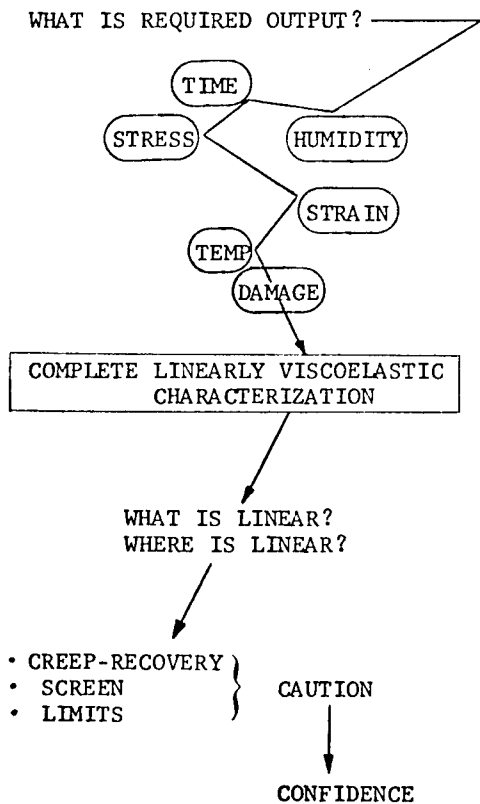 WHAT IS REQUIRED OUTPUT?
TIME
STRESS
HUMIDITY
STRAIN
TEMP
DAMAGE
COMPLETE LINEARLY VISCOELASTIC
CHARACTERIZATION
WHAT IS LINEAR?
WHERE IS LINEAR?
• CREEP-RECOVERY
• SCREEN
• LIMITS
CAUTION
CONFIDENCE